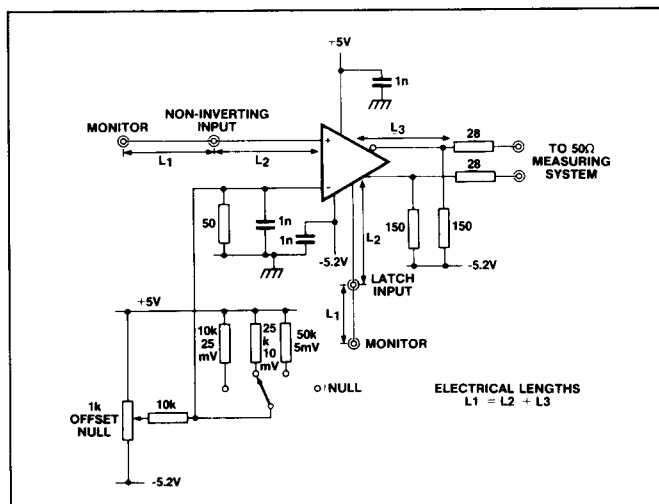 +5V
1n
NON-INVERTING
INPUT
MONITOR
L1
L2
+
-
L3
28
28
TO 50Ω
MEASURING
SYSTEM
50
1n
1n
-5.2V
L2
150
150
-5.2V
LATCH
INPUT
L1
MONITOR
+5V
10k
25
mV
25
k
10
mV
50k
5mV
NULL
1k
OFFSET
NULL
10k
-5.2V
ELECTRICAL LENGTHS
L1 = L2 + L3